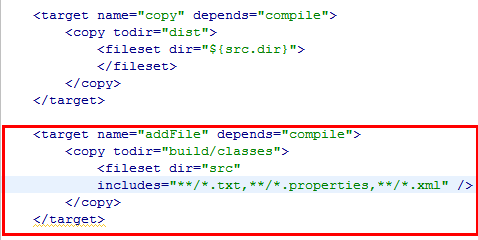 <target name="copy" depends="compile">
<copy todir="dist">
<fileset dir="${src.dir}">
</fileset>
</copy>
</target>
<target name="addFile" depends="compile">
<copy todir="build/classes">
<fileset dir="src"
includes="**/*.txt,**/*.properties,**/*.xml" />
</copy>
</target>